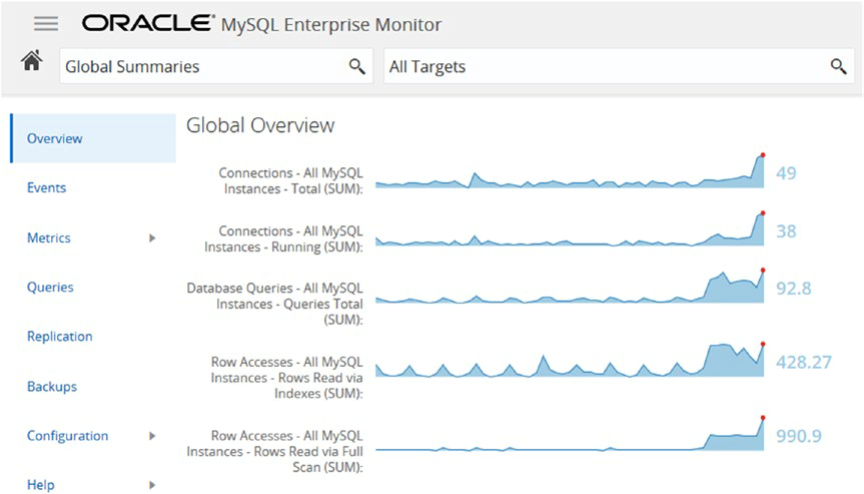 ORACLE® MySQL Enterprise Monitor
Global Summaries
All Targets
Overview
Events
Metrics
Queries
Replication
Backups
Configuration
Help
Global Overview
Connections - All MySQL
Instances - Total (SUM):
49
Connections - All MySQL
Instances - Running (SUM):
38
Database Queries - All MySQL
Instances - Queries Total
(SUM):
92.8
Row Accesses - All MySQL
Instances - Rows Read via
Indexes (SUM):
428.27
Row Accesses - All MySQL
Instances - Rows Read via Full
Scan (SUM):
990.9